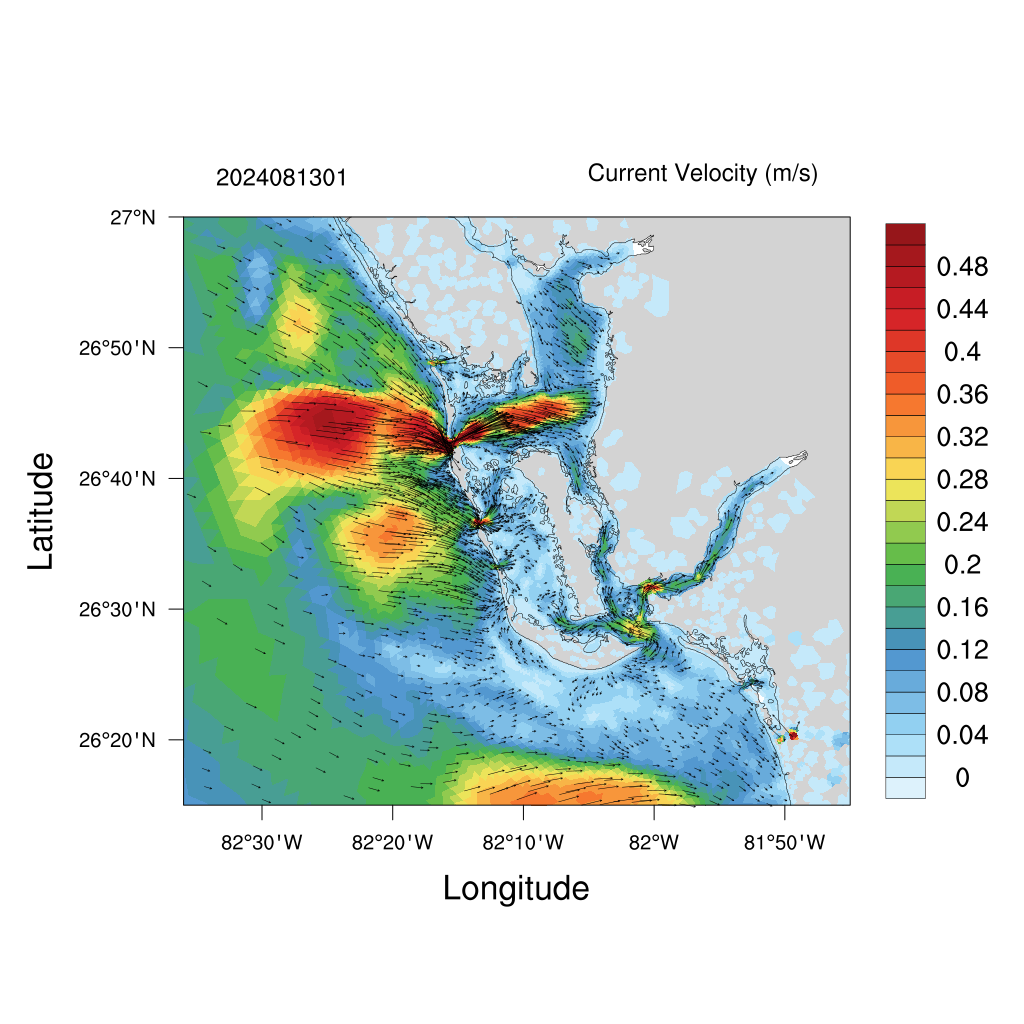 2024081301
Current Velocity (m/s)
27°N
26°50'N
26°40'N
26°30'N
26°20'N
Latitude
82°30'W
82°20'W
82°10'W
82°W
81°50'W
Longitude
0.48
0.44
0.4
0.36
0.32
0.28
0.24
0.2
0.16
0.12
0.08
0.04
0